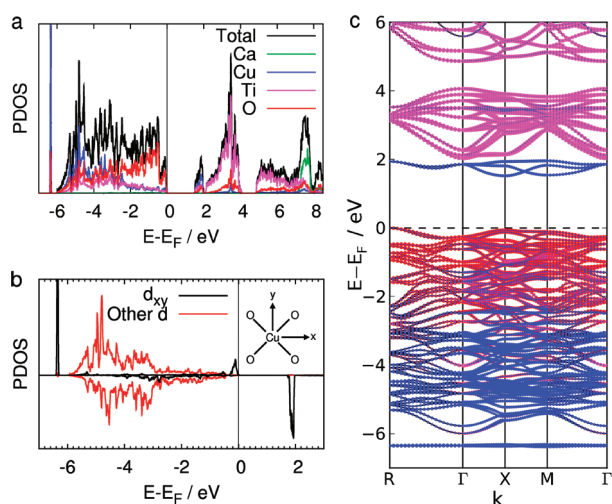 a
Total
Ca
Cu
Ti
O
PDOS
-6 -4 -2 0 2 4 6 8
E-E_F / eV
b
d_xy
Other d
y
O O
Cu x
O O
PDOS
-6 -4 -2 0 2
E-E_F / eV
c
6
4
2
0
−2
−4
−6
E−E_F / eV
R Γ X M Γ
k